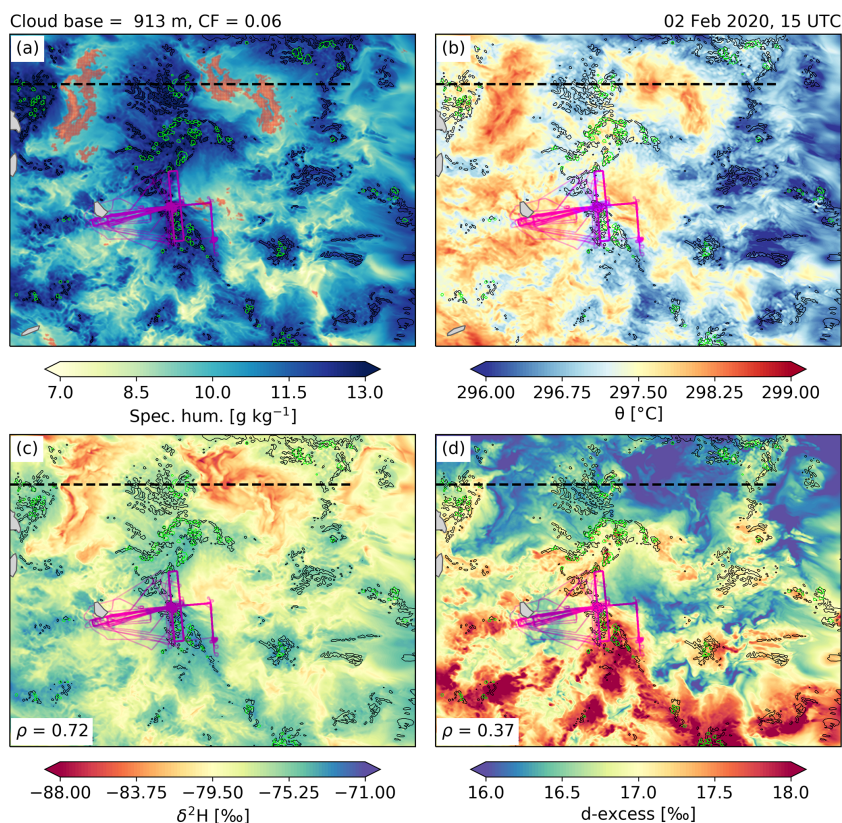 Cloud base =  913 m, CF = 0.06
02 Feb 2020, 15 UTC
(a)
(b)
7.0 8.5 10.0 11.5 13.0
Spec. hum. [g kg⁻¹]
296.00 296.75 297.50 298.25 299.00
θ [°C]
(c)
(d)
ρ = 0.72
ρ = 0.37
−88.00 −83.75 −79.50 −75.25 −71.00
δ²H [‰]
16.0 16.5 17.0 17.5 18.0
d-excess [‰]